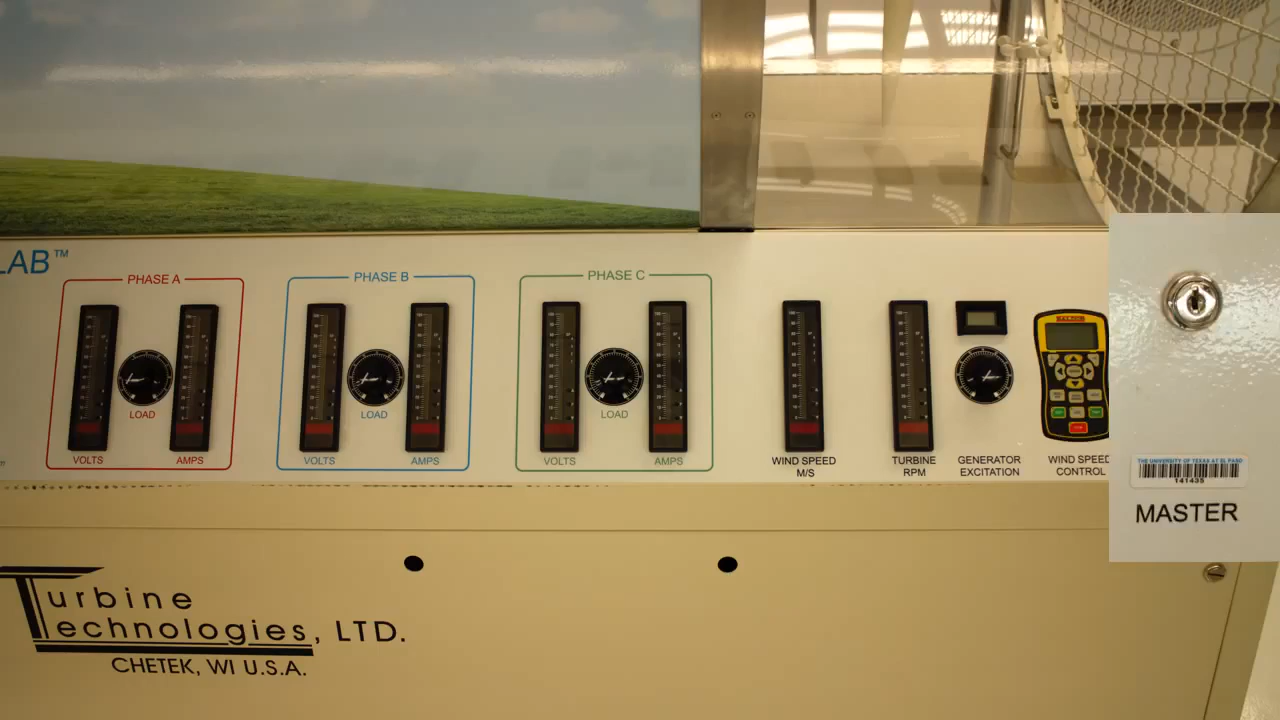 LAB™
PHASE A
PHASE B
PHASE C
LOAD
LOAD
LOAD
VOLTS
AMPS
VOLTS
AMPS
VOLTS
AMPS
WIND SPEED
M/S
TURBINE
RPM
GENERATOR
EXCITATION
WIND SPEED
CONTROL
THE UNIVERSITY OF TEXAS AT EL PASO
141435
MASTER
Turbine
Technologies, LTD.
CHETEK, WI U.S.A.